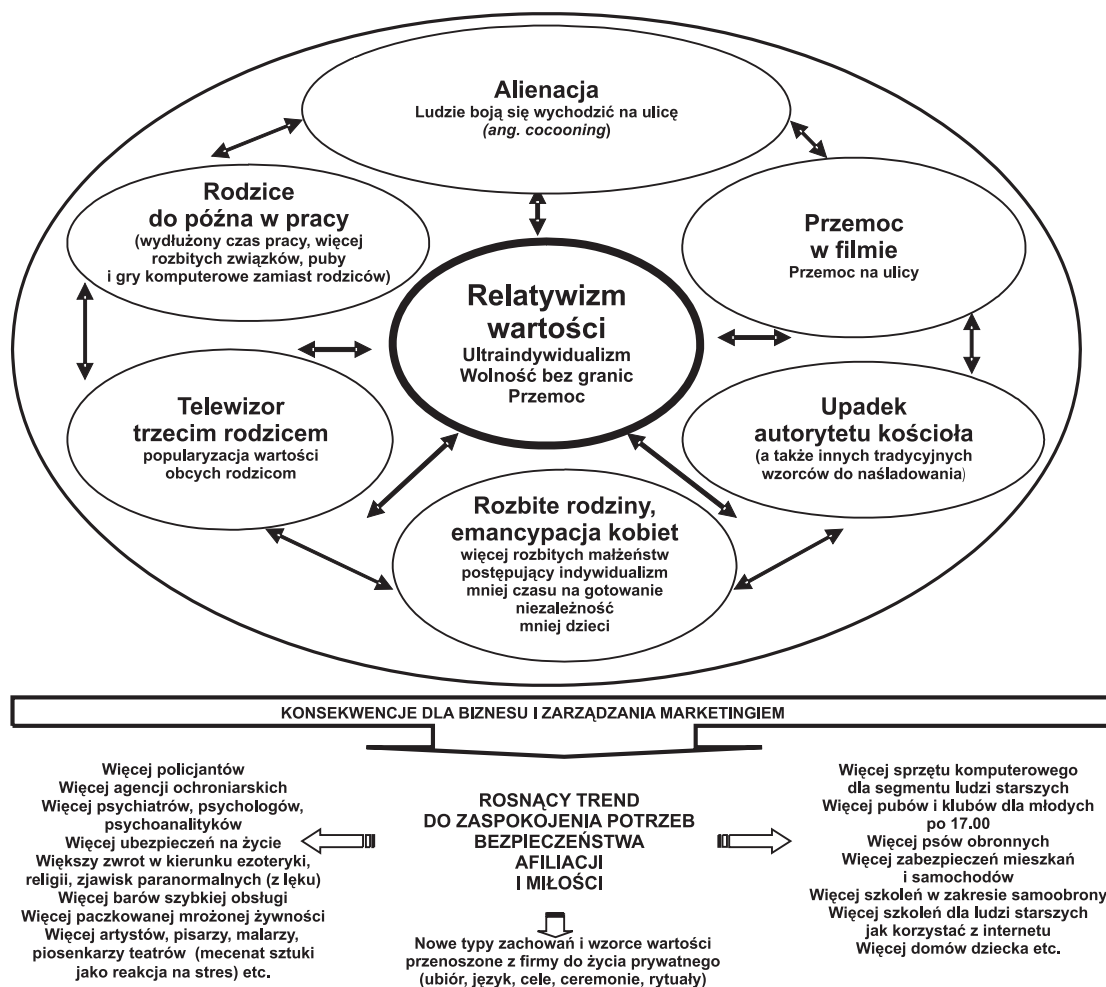 Alienacja
Ludzie boją się wychodzić na ulicę
(ang. cocooning)
Rodzice
do późna w pracy
(wydłużony czas pracy, więcej
rozbitych związków, puby
i gry komputerowe zamiast rodziców)
Przemoc
w filmie
Przemoc na ulicy
Relatywizm
wartości
Ultraindywidualizm
Wolność bez granic
Przemoc
Telewizor
trzecim rodzicem
popularyzacja wartości
obcych rodzicom
Upadek
autorytetu kościoła
(a także innych tradycyjnych
wzorców do naśladowania)
Rozbite rodziny,
emancypacja kobiet
więcej rozbitych małżeństw
postępujący indywidualizm
mniej czasu na gotowanie
niezależność
mniej dzieci
KONSEKWENCJE DLA BIZNESU I ZARZĄDZANIA MARKETINGIEM
Więcej policjantów
Więcej agencji ochroniarskich
Więcej psychiatrów, psychologów,
psychoanalityków
Więcej ubezpieczeń na życie
Większy zwrot w kierunku ezoteryki,
religii, zjawisk paranormalnych (z lęku)
Więcej barów szybkiej obsługi
Więcej paczkowanej mrożonej żywności
Więcej artystów, pisarzy, malarzy,
piosenkarzy teatrów (mecenat sztuki
jako reakcja na stres) etc.
ROSNĄCY TREND
DO ZASPOKOJENIA POTRZEB
BEZPIECZEŃSTWA
AFILIACJI
I MIŁOŚCI
Nowe typy zachowań i wzorce wartości
przenoszone z firmy do życia prywatnego
(ubiór, język, cele, ceremonie, rytuały)
Więcej sprzętu komputerowego
dla segmentu ludzi starszych
Więcej pubów i klubów dla młodych
po 17.00
Więcej psów obronnych
Więcej zabezpieczeń mieszkań
i samochodów
Więcej szkoleń w zakresie samoobrony
Więcej szkoleń dla ludzi starszych
jak korzystać z internetu
Więcej domów dziecka etc.